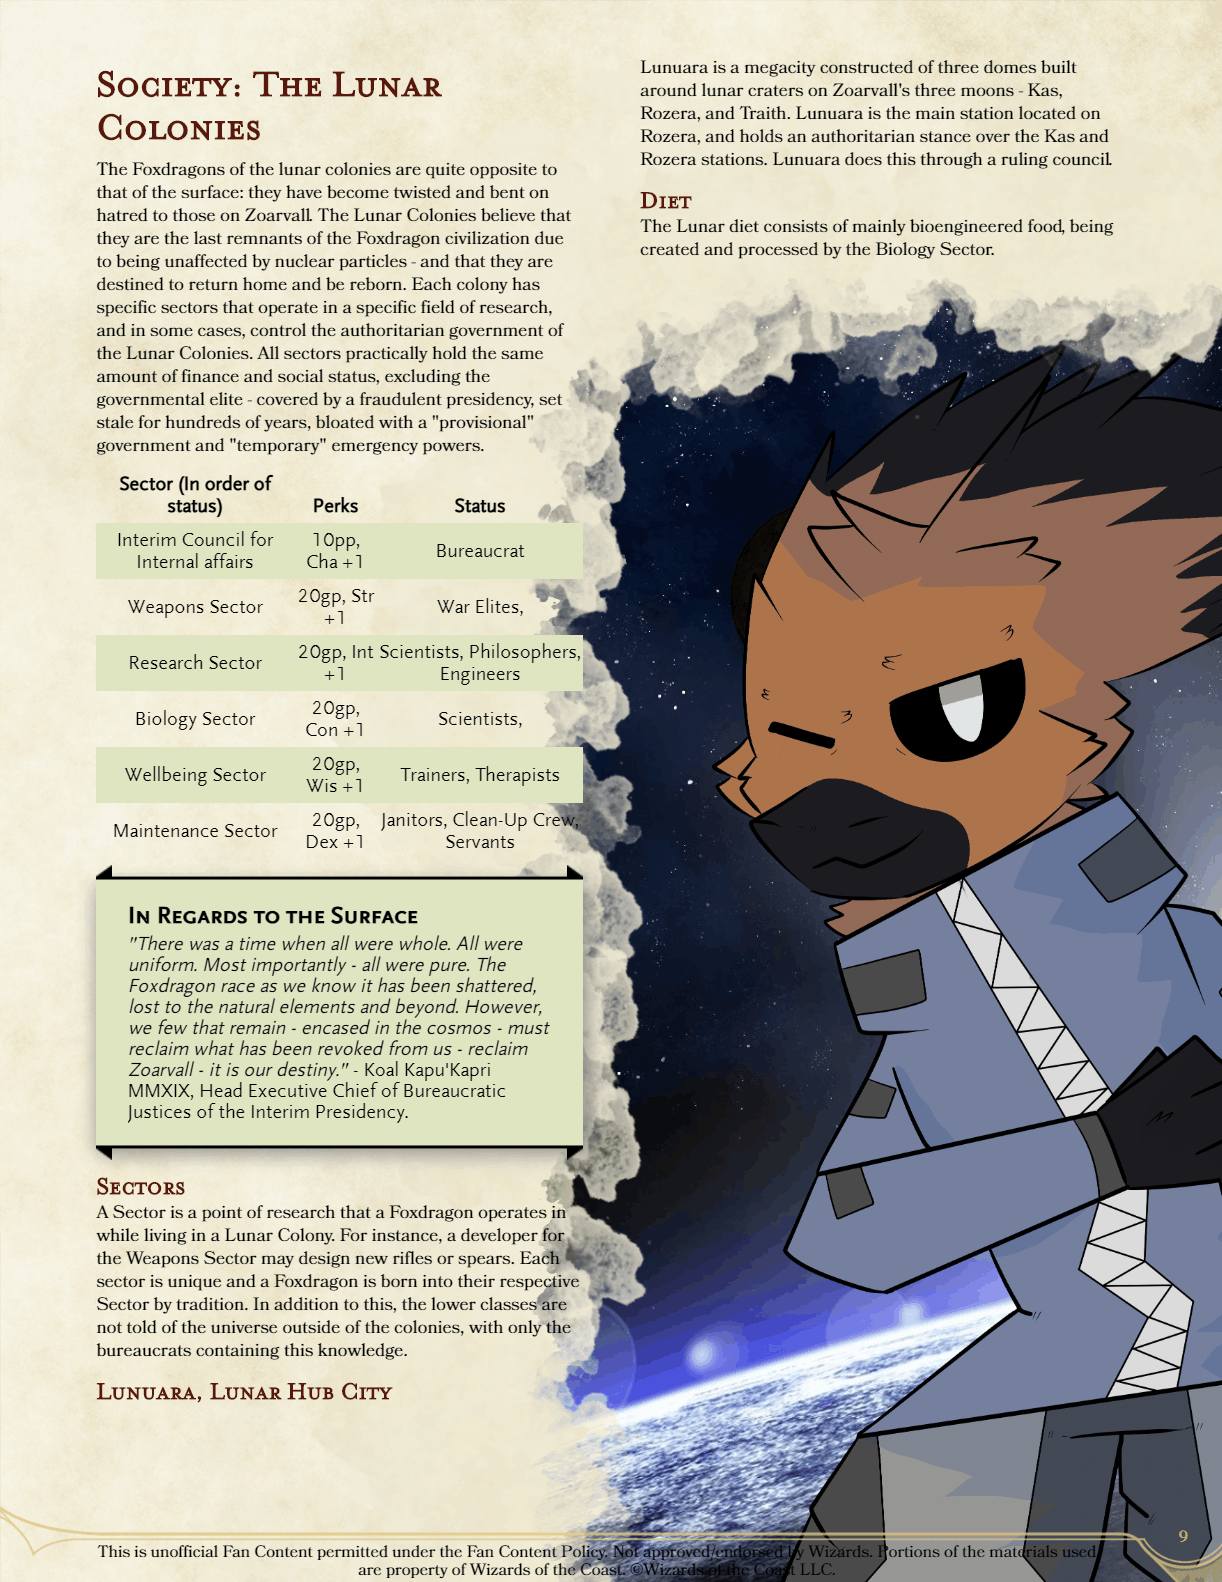 Society: The Lunar
Colonies
The Foxdragons of the lunar colonies are quite opposite to
that of the surface: they have become twisted and bent on
hatred to those on Zoarvall. The Lunar Colonies believe that
they are the last remnants of the Foxdragon civilization due
to being unaffected by nuclear particles - and that they are
destined to return home and be reborn. Each colony has
specific sectors that operate in a specific field of research,
and in some cases, control the authoritarian government of
the Lunar Colonies. All sectors practically hold the same
amount of finance and social status, excluding the
governmental elite - covered by a fraudulent presidency, set
stale for hundreds of years, bloated with a "provisional"
government and "temporary" emergency powers.
Sector (In order of
status) Perks Status
Interim Council for
Internal affairs 10pp,
Cha +1 Bureaucrat
Weapons Sector 20gp, Str
+1 War Elites,
Research Sector 20gp, Int
+1 Scientists, Philosophers,
Engineers
Biology Sector 20gp,
Con +1 Scientists,
Wellbeing Sector 20gp,
Wis +1 Trainers, Therapists
Maintenance Sector 20gp,
Dex +1 Janitors, Clean-Up Crew,
Servants
In Regards to the Surface
"There was a time when all were whole. All were
uniform. Most importantly - all were pure. The
Foxdragon race as we know it has been shattered,
lost to the natural elements and beyond. However,
we few that remain - encased in the cosmos - must
reclaim what has been revoked from us - reclaim
Zoarvall - it is our destiny." - Koal Kapu'Kapri
MMXIX, Head Executive Chief of Bureaucratic
Justices of the Interim Presidency.
Sectors
A Sector is a point of research that a Foxdragon operates in
while living in a Lunar Colony. For instance, a developer for
the Weapons Sector may design new rifles or spears. Each
sector is unique and a Foxdragon is born into their respective
Sector by tradition. In addition to this, the lower classes are
not told of the universe outside of the colonies, with only the
bureaucrats containing this knowledge.
Lunuara, Lunar Hub City
Lunuara is a megacity constructed of three domes built
around lunar craters on Zoarvall's three moons - Kas,
Rozera, and Traith. Lunuara is the main station located on
Rozera, and holds an authoritarian stance over the Kas and
Rozera stations. Lunuara does this through a ruling council.
Diet
The Lunar diet consists of mainly bioengineered food, being
created and processed by the Biology Sector.
9
This is unofficial Fan Content permitted under the Fan Content Policy. Not approved/endorsed by Wizards. Portions of the materials used
are property of Wizards of the Coast. ©Wizards of the Coast LLC.